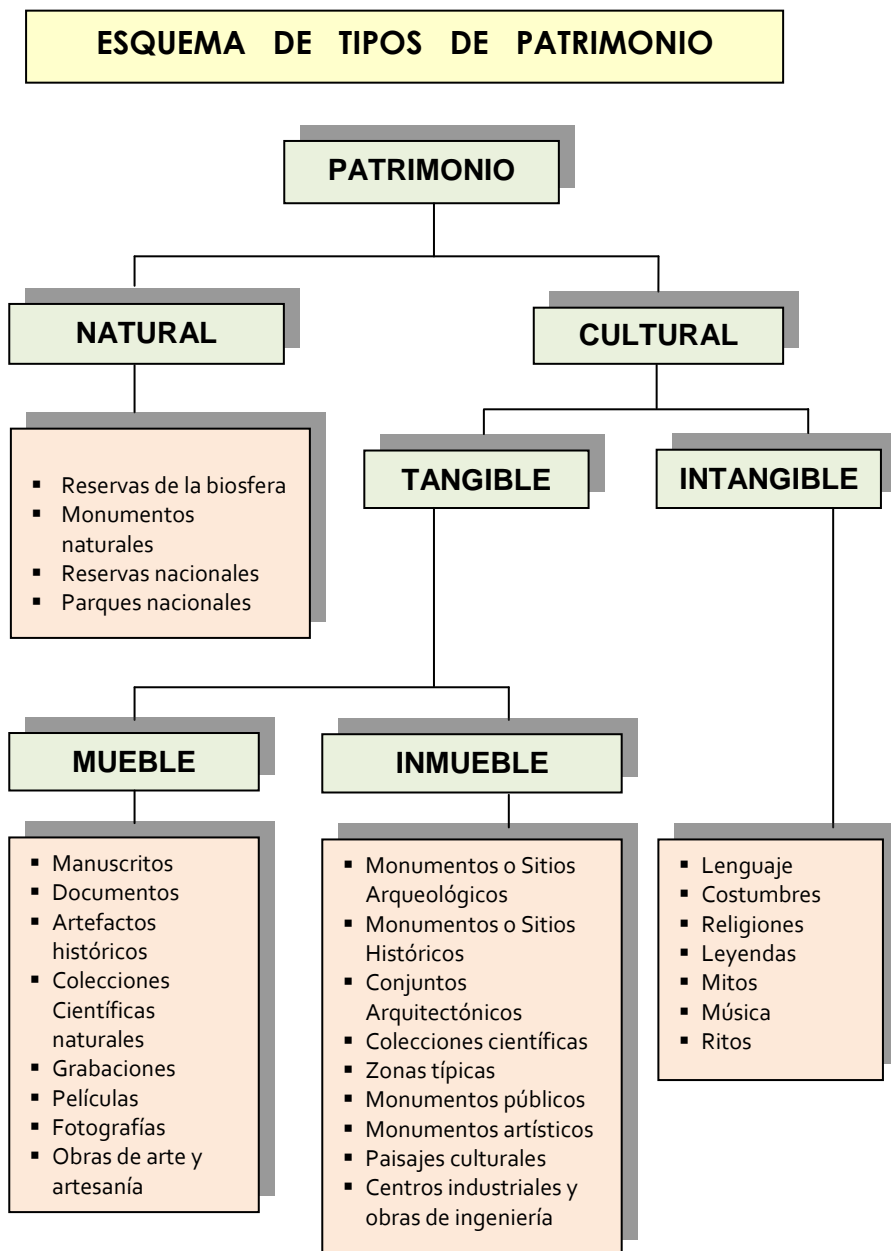 ESQUEMA DE TIPOS DE PATRIMONIO
PATRIMONIO
NATURAL
CULTURAL
▪ Reservas de la biosfera
▪ Monumentos
naturales
▪ Reservas nacionales
▪ Parques nacionales
TANGIBLE
INTANGIBLE
MUEBLE
INMUEBLE
▪ Manuscritos
▪ Documentos
▪ Artefactos
históricos
▪ Colecciones
Científicas
naturales
▪ Grabaciones
▪ Películas
▪ Fotografías
▪ Obras de arte y
artesanía
▪ Monumentos o Sitios
Arqueológicos
▪ Monumentos o Sitios
Históricos
▪ Conjuntos
Arquitectónicos
▪ Colecciones científicas
▪ Zonas típicas
▪ Monumentos públicos
▪ Monumentos artísticos
▪ Paisajes culturales
▪ Centros industriales y
obras de ingeniería
▪ Lenguaje
▪ Costumbres
▪ Religiones
▪ Leyendas
▪ Mitos
▪ Música
▪ Ritos